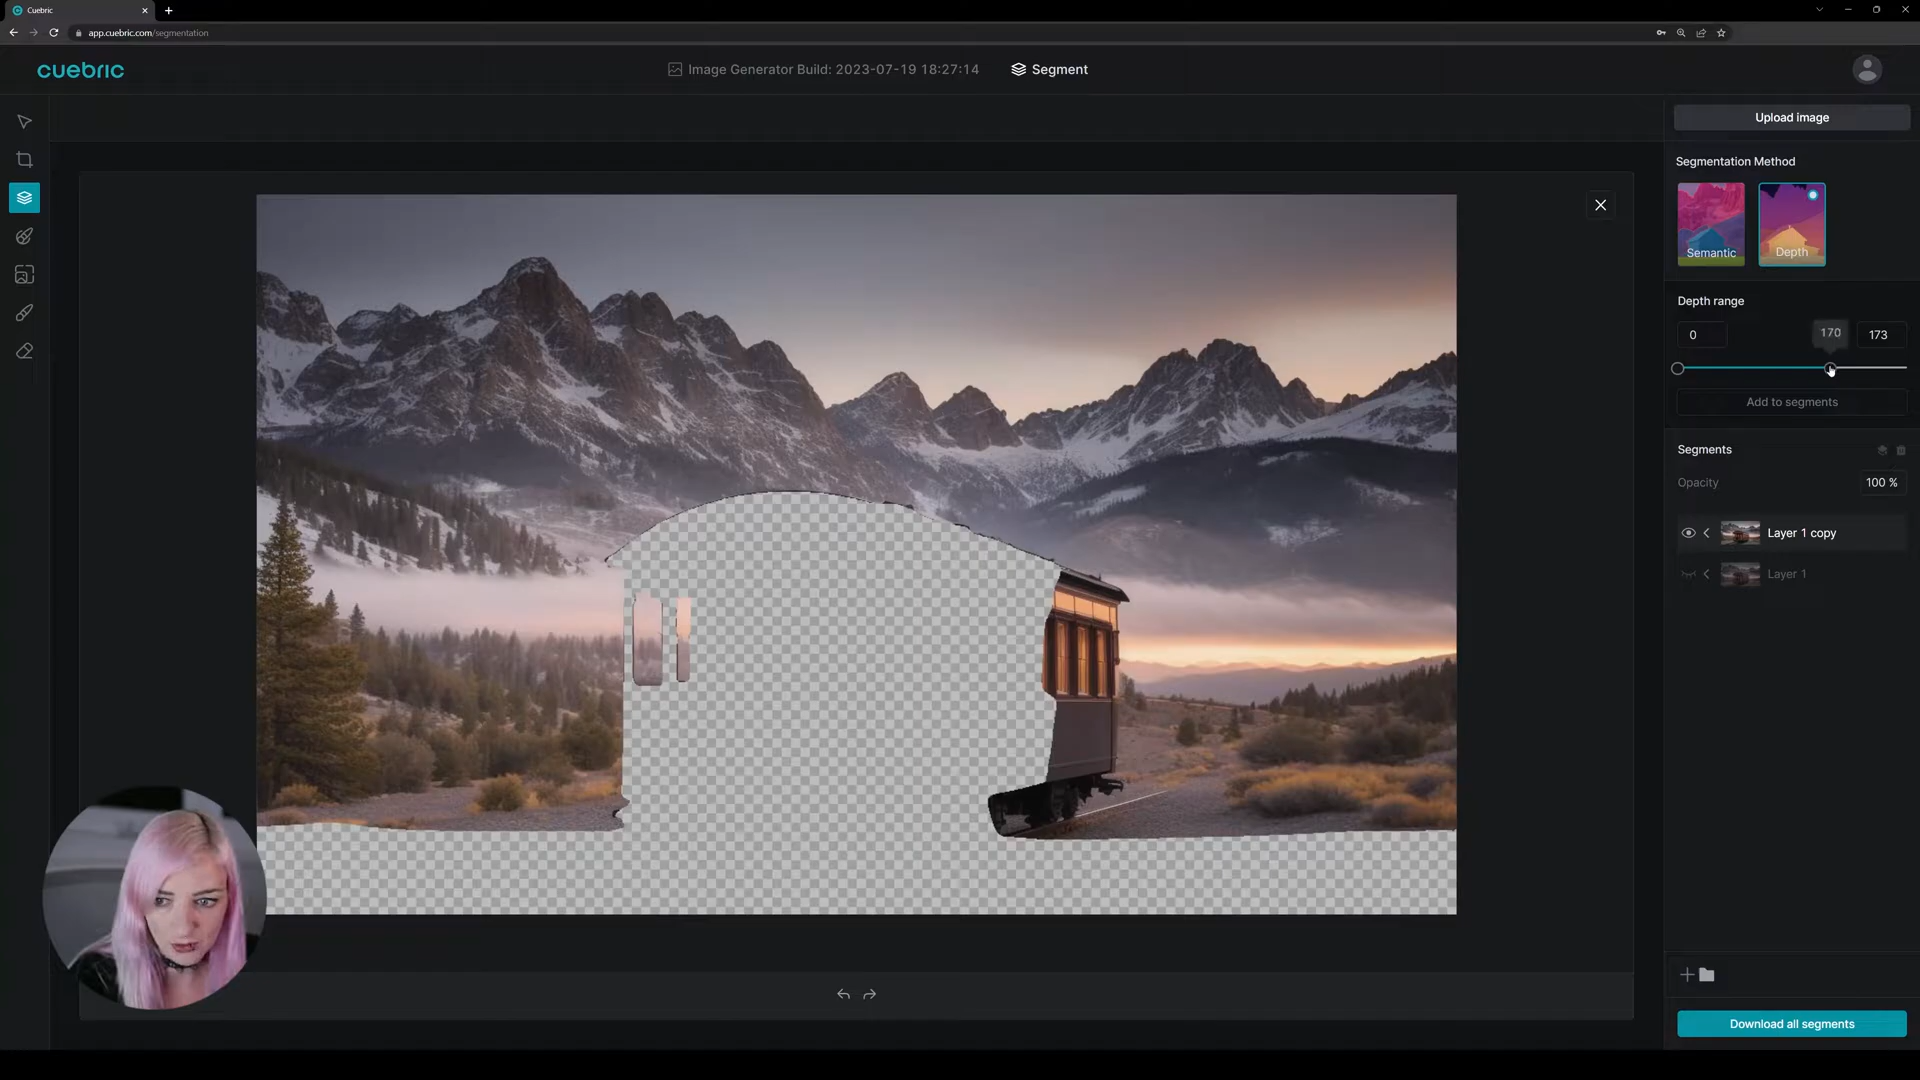 Cuebric
app.cuebric.com/segmentation
cuebric
Image Generator Build: 2023-07-19 18:27:14
Segment
Upload image
Segmentation Method
Semantic
Depth
Depth range
0
170
173
Add to segments
Segments
Opacity
100 %
Layer 1 copy
Layer 1
Download all segments